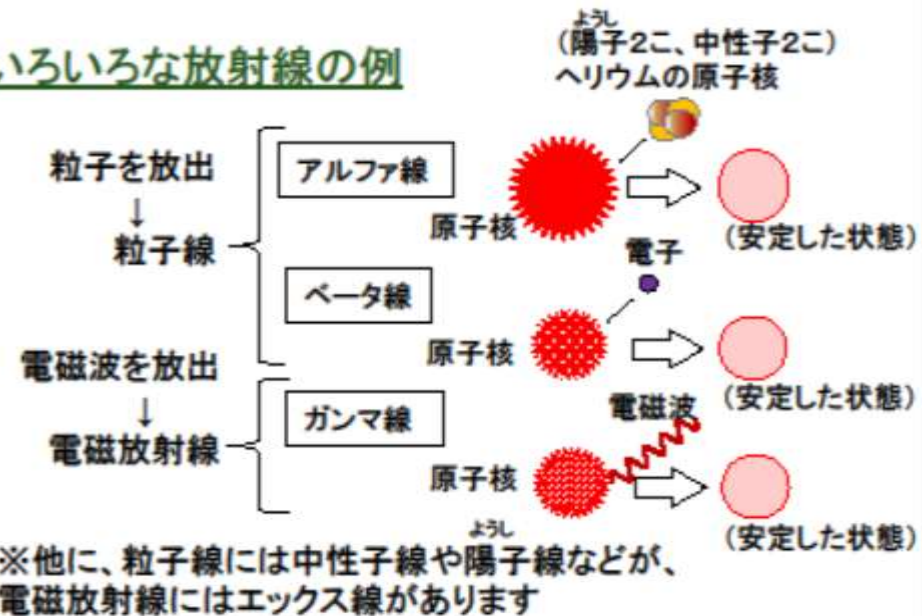 いろいろな放射線の例
ようし
(陽子2こ、中性子2こ)
ヘリウムの原子核
粒子を放出
↓
粒子線
アルファ線
原子核
(安定した状態)
電子
ベータ線
原子核
(安定した状態)
電磁波を放出
↓
電磁放射線
ガンマ線
電磁波
原子核
(安定した状態)
ようし
※他に、粒子線には中性子線や陽子線などが、
電磁放射線にはエックス線があります